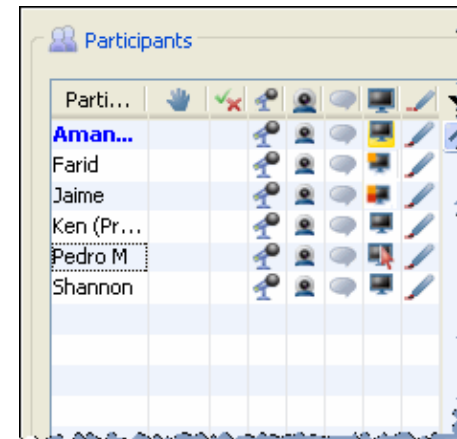 Participants
Parti...
Aman...
Farid
Jaime
Ken (Pr...
Pedro M
Shannon